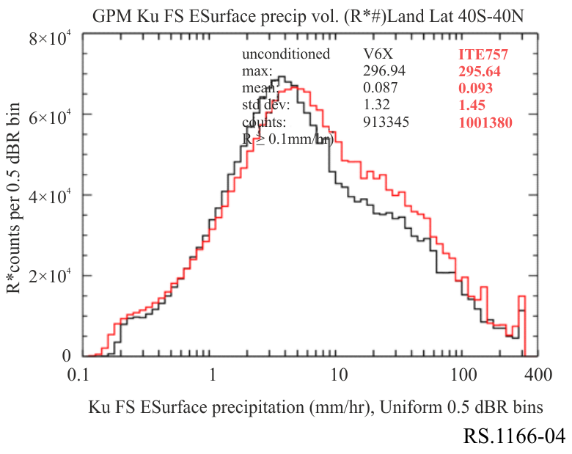 GPM Ku FS ESurface precip vol. (R*#)Land Lat 40S-40N
8×10⁴
6×10⁴
4×10⁴
2×10⁴
0
R*counts per 0.5 dBR bin
unconditioned V6X ITE757
max: 296.94 295.64
mean: 0.087 0.093
std dev: 1.32 1.45
counts: 913345 1001380
R ≥ 0.1mm/hr)
0.1 1 10 100 400
Ku FS ESurface precipitation (mm/hr), Uniform 0.5 dBR bins
RS.1166-04